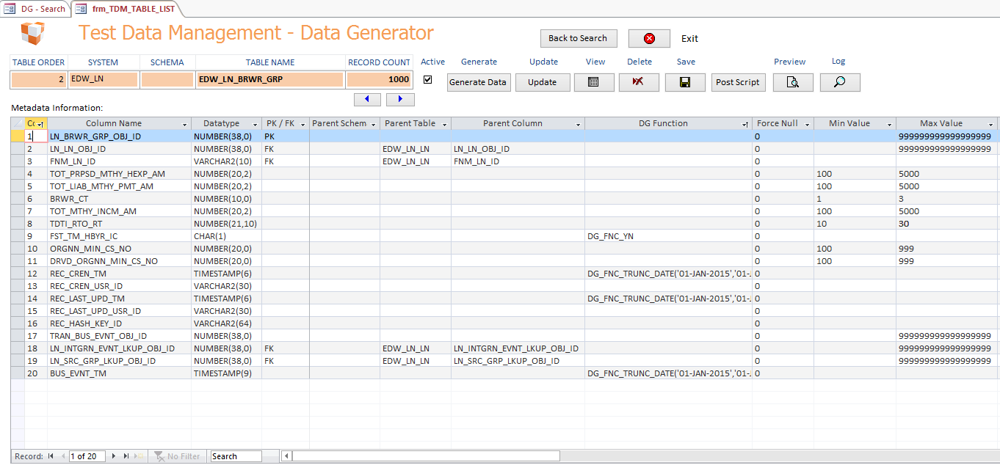 DG - Search frm_TDM_TABLE_LIST
Test Data Management - Data Generator
Back to Search Exit
TABLE ORDER SYSTEM SCHEMA TABLE NAME RECORD COUNT Active Generate Update View Delete Save Preview Log
2 EDW_LN EDW_LN_BRWR_GRP 1000 Generate Data Update Post Script
Metadata Information:
Cc Column Name Datatype PK / FK Parent Schem Parent Table Parent Column DG Function Force Null Min Value Max Value
1 LN_BRWR_GRP_OBJ_ID NUMBER(38,0) PK 0 999999999999999999
2 LN_LN_OBJ_ID NUMBER(38,0) FK EDW_LN_LN LN_LN_OBJ_ID 0 999999999999999999
3 FNM_LN_ID VARCHAR2(10) FK EDW_LN_LN FNM_LN_ID 0
4 TOT_PRPSD_MTHY_HEXP_AM NUMBER(20,2) 0 100 5000
5 TOT_LIAB_MTHY_PMT_AM NUMBER(20,2) 0 100 5000
6 BRWR_CT NUMBER(10,0) 0 1 3
7 TOT_MTHY_INCM_AM NUMBER(20,2) 0 100 5000
8 TDTI_RTO_RT NUMBER(21,10) 0 10 30
9 FST_TM_HBYR_IC CHAR(1) DG_FNC_YN 0
10 ORGNN_MIN_CS_NO NUMBER(20,0) 0 100 999
11 DRVD_ORGNN_MIN_CS_NO NUMBER(20,0) 0 100 999
12 REC_CREN_TM TIMESTAMP(6) DG_FNC_TRUNC_DATE('01-JAN-2015','01-J 0
13 REC_CREN_USR_ID VARCHAR2(30) 0
14 REC_LAST_UPD_TM TIMESTAMP(6) DG_FNC_TRUNC_DATE('01-JAN-2015','01-J 0
15 REC_LAST_UPD_USR_ID VARCHAR2(30) 0
16 REC_HASH_KEY_ID VARCHAR2(64) 0
17 TRAN_BUS_EVNT_OBJ_ID NUMBER(38,0) 0 999999999999999999
18 LN_INTGRN_EVNT_LKUP_OBJ_ID NUMBER(38,0) FK EDW_LN_LN LN_INTGRN_EVNT_LKUP_OBJ_ID 0 999999999999999999
19 LN_SRC_GRP_LKUP_OBJ_ID NUMBER(38,0) FK EDW_LN_LN LN_SRC_GRP_LKUP_OBJ_ID 0 999999999999999999
20 BUS_EVNT_TM TIMESTAMP(9) DG_FNC_TRUNC_DATE('01-JAN-2015','01-J 0
Record: 1 of 20 No Filter Search